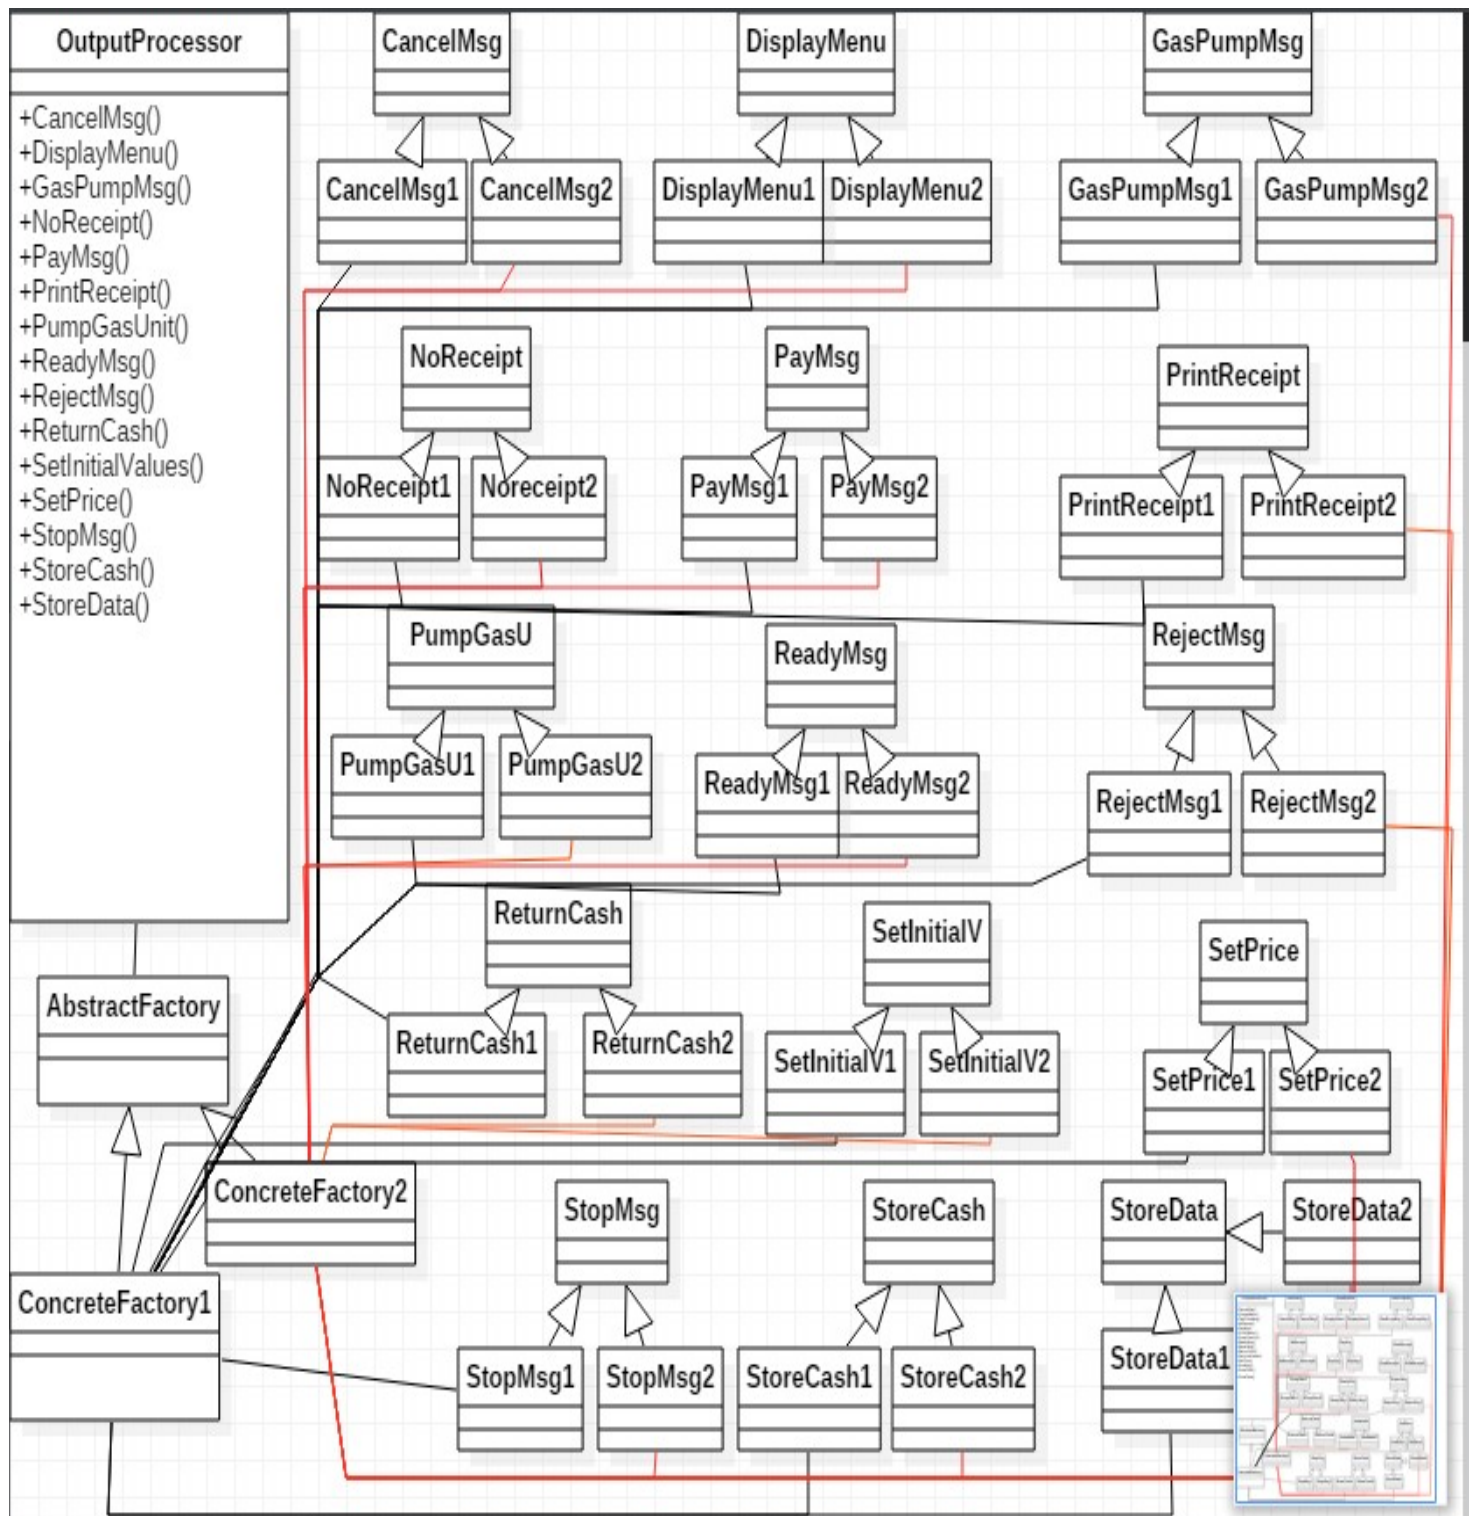 OutputProcessor
+CancelMsg()
+DisplayMenu()
+GasPumpMsg()
+NoReceipt()
+PayMsg()
+PrintReceipt()
+PumpGasUnit()
+ReadyMsg()
+RejectMsg()
+ReturnCash()
+SetInitialValues()
+SetPrice()
+StopMsg()
+StoreCash()
+StoreData()
CancelMsg
DisplayMenu
GasPumpMsg
CancelMsg1
CancelMsg2
DisplayMenu1
DisplayMenu2
GasPumpMsg1
GasPumpMsg2
NoReceipt
PayMsg
PrintReceipt
NoReceipt1
Noreceipt2
PayMsg1
PayMsg2
PrintReceipt1
PrintReceipt2
PumpGasU
ReadyMsg
RejectMsg
PumpGasU1
PumpGasU2
ReadyMsg1
ReadyMsg2
RejectMsg1
RejectMsg2
ReturnCash
SetInitialV
SetPrice
AbstractFactory
ReturnCash1
ReturnCash2
SetInitialV1
SetInitialV2
SetPrice1
SetPrice2
ConcreteFactory2
StopMsg
StoreCash
StoreData
StoreData2
ConcreteFactory1
StopMsg1
StopMsg2
StoreCash1
StoreCash2
StoreData1